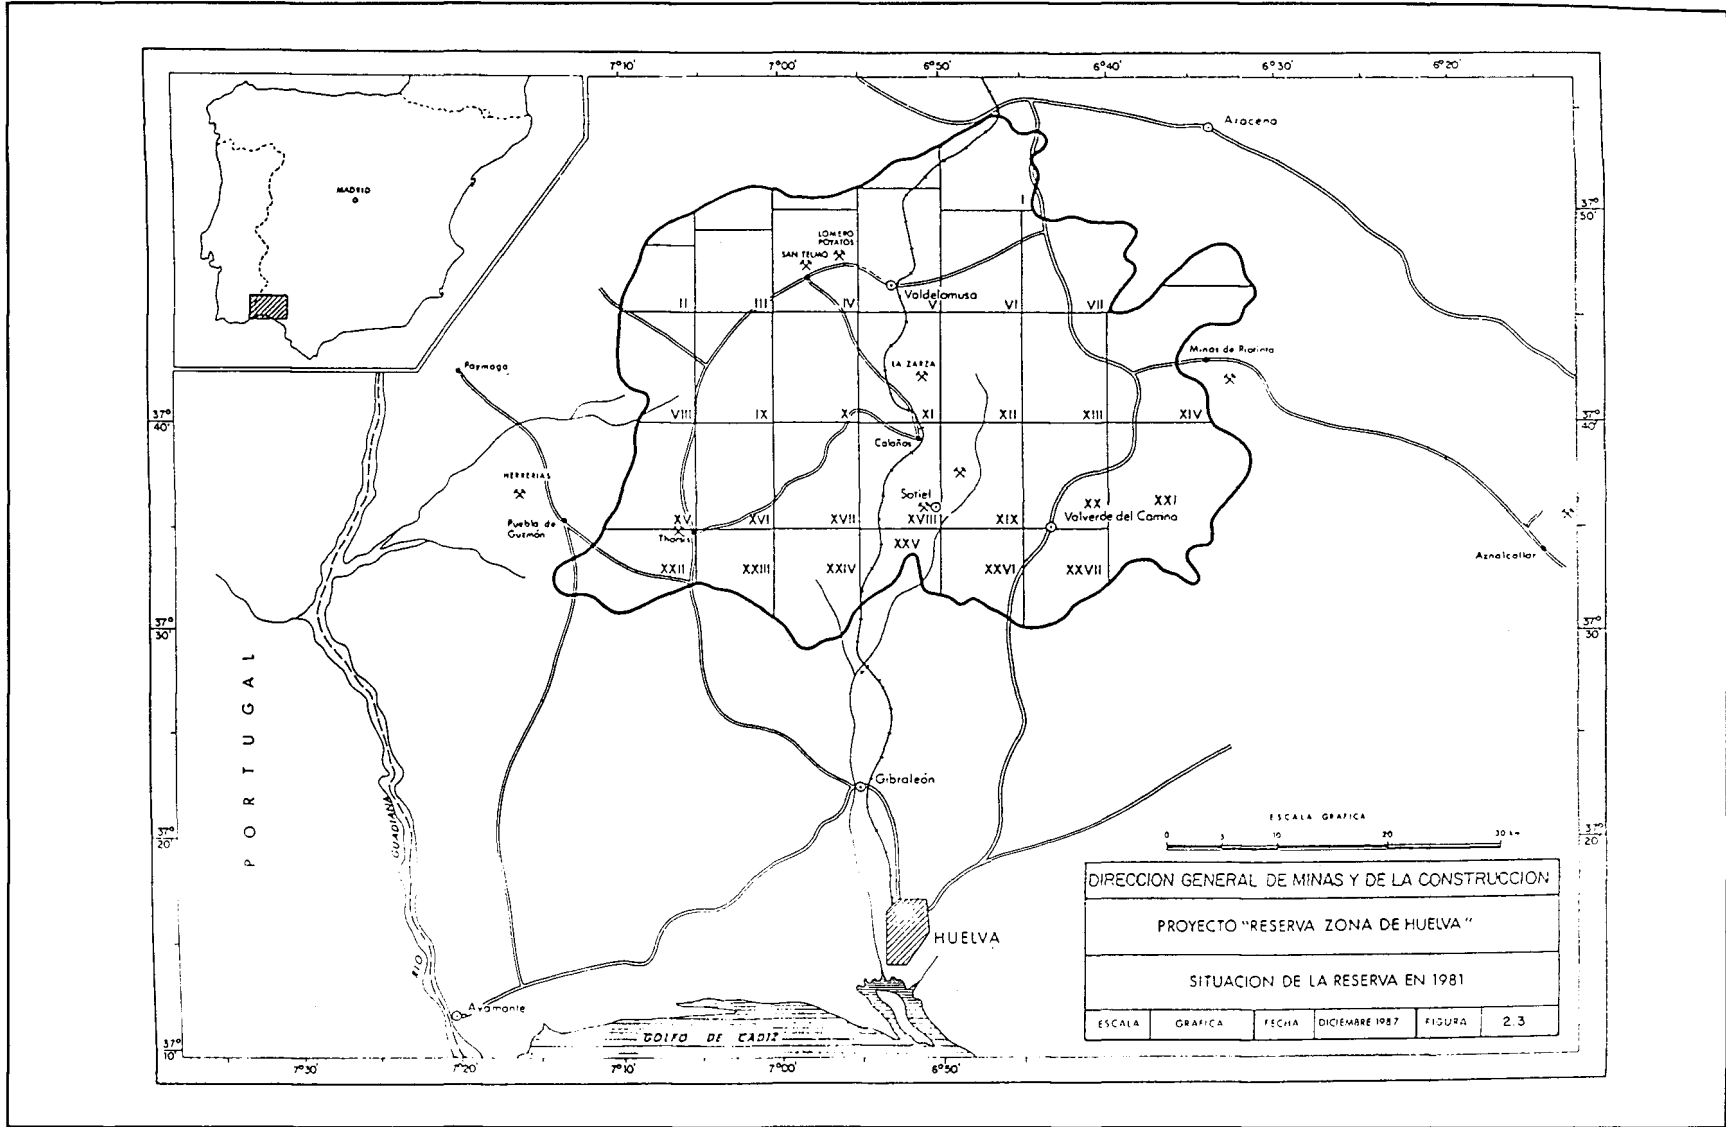 7°10'
7°00'
6°50'
6°40'
6°30'
6°20'
MADRID
Aracena
37°
50'
37°
50'
LOMERO
POYATOS
SAN TELMO
Valdelamusa
I
II
III
IV
V
VI
VII
Paymogo
LA ZARZA
Minas de Riotinto
37°
40'
VIII
IX
X
XI
XII
XIII
XIV
37°
40'
Calañas
HERRERIAS
Sotiel
Puebla de
Guzmán
XV
XVI
XVII
XVIII
XIX
XX
XXI
Tharsis
Valverde del Camino
Aznalcollar
XXII
XXIII
XXIV
XXV
XXVI
XXVII
37°
30'
37°
30'
PORTUGAL
RIO GUADIANA
Gibraleón
37°
20'
37°
20'
ESCALA GRAFICA
0 5 10 20 30 km
HUELVA
Ayamonte
GOLFO DE CADIZ
37°
10'
7°30'
7°20'
7°10'
7°00'
6°50'
DIRECCION GENERAL DE MINAS Y DE LA CONSTRUCCION
PROYECTO "RESERVA ZONA DE HUELVA"
SITUACION DE LA RESERVA EN 1981
ESCALA GRAFICA FECHA DICIEMBRE 1987 FIGURA 2.3